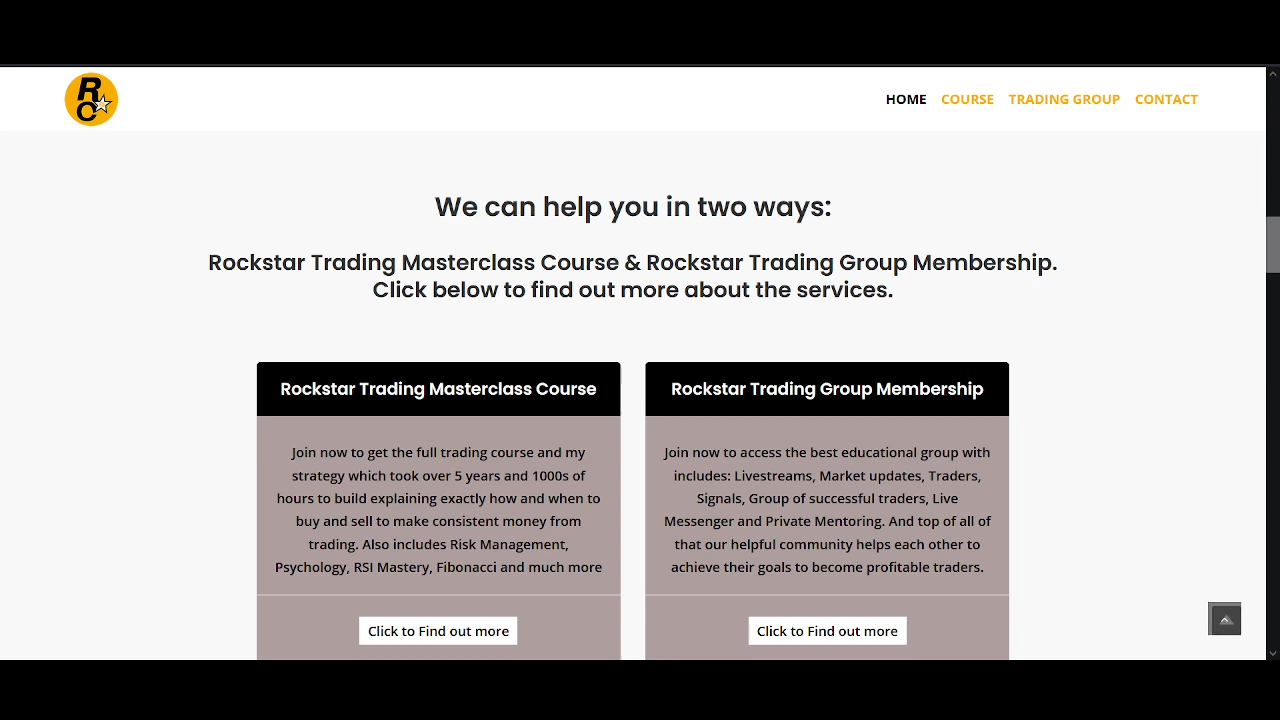 R
C
HOME COURSE TRADING GROUP CONTACT
We can help you in two ways:
Rockstar Trading Masterclass Course & Rockstar Trading Group Membership.
Click below to find out more about the services.
Rockstar Trading Masterclass Course
Join now to get the full trading course and my
strategy which took over 5 years and 1000s of
hours to build explaining exactly how and when to
buy and sell to make consistent money from
trading. Also includes Risk Management,
Psychology, RSI Mastery, Fibonacci and much more
Click to Find out more
Rockstar Trading Group Membership
Join now to access the best educational group with
includes: Livestreams, Market updates, Traders,
Signals, Group of successful traders, Live
Messenger and Private Mentoring. And top of all of
that our helpful community helps each other to
achieve their goals to become profitable traders.
Click to Find out more